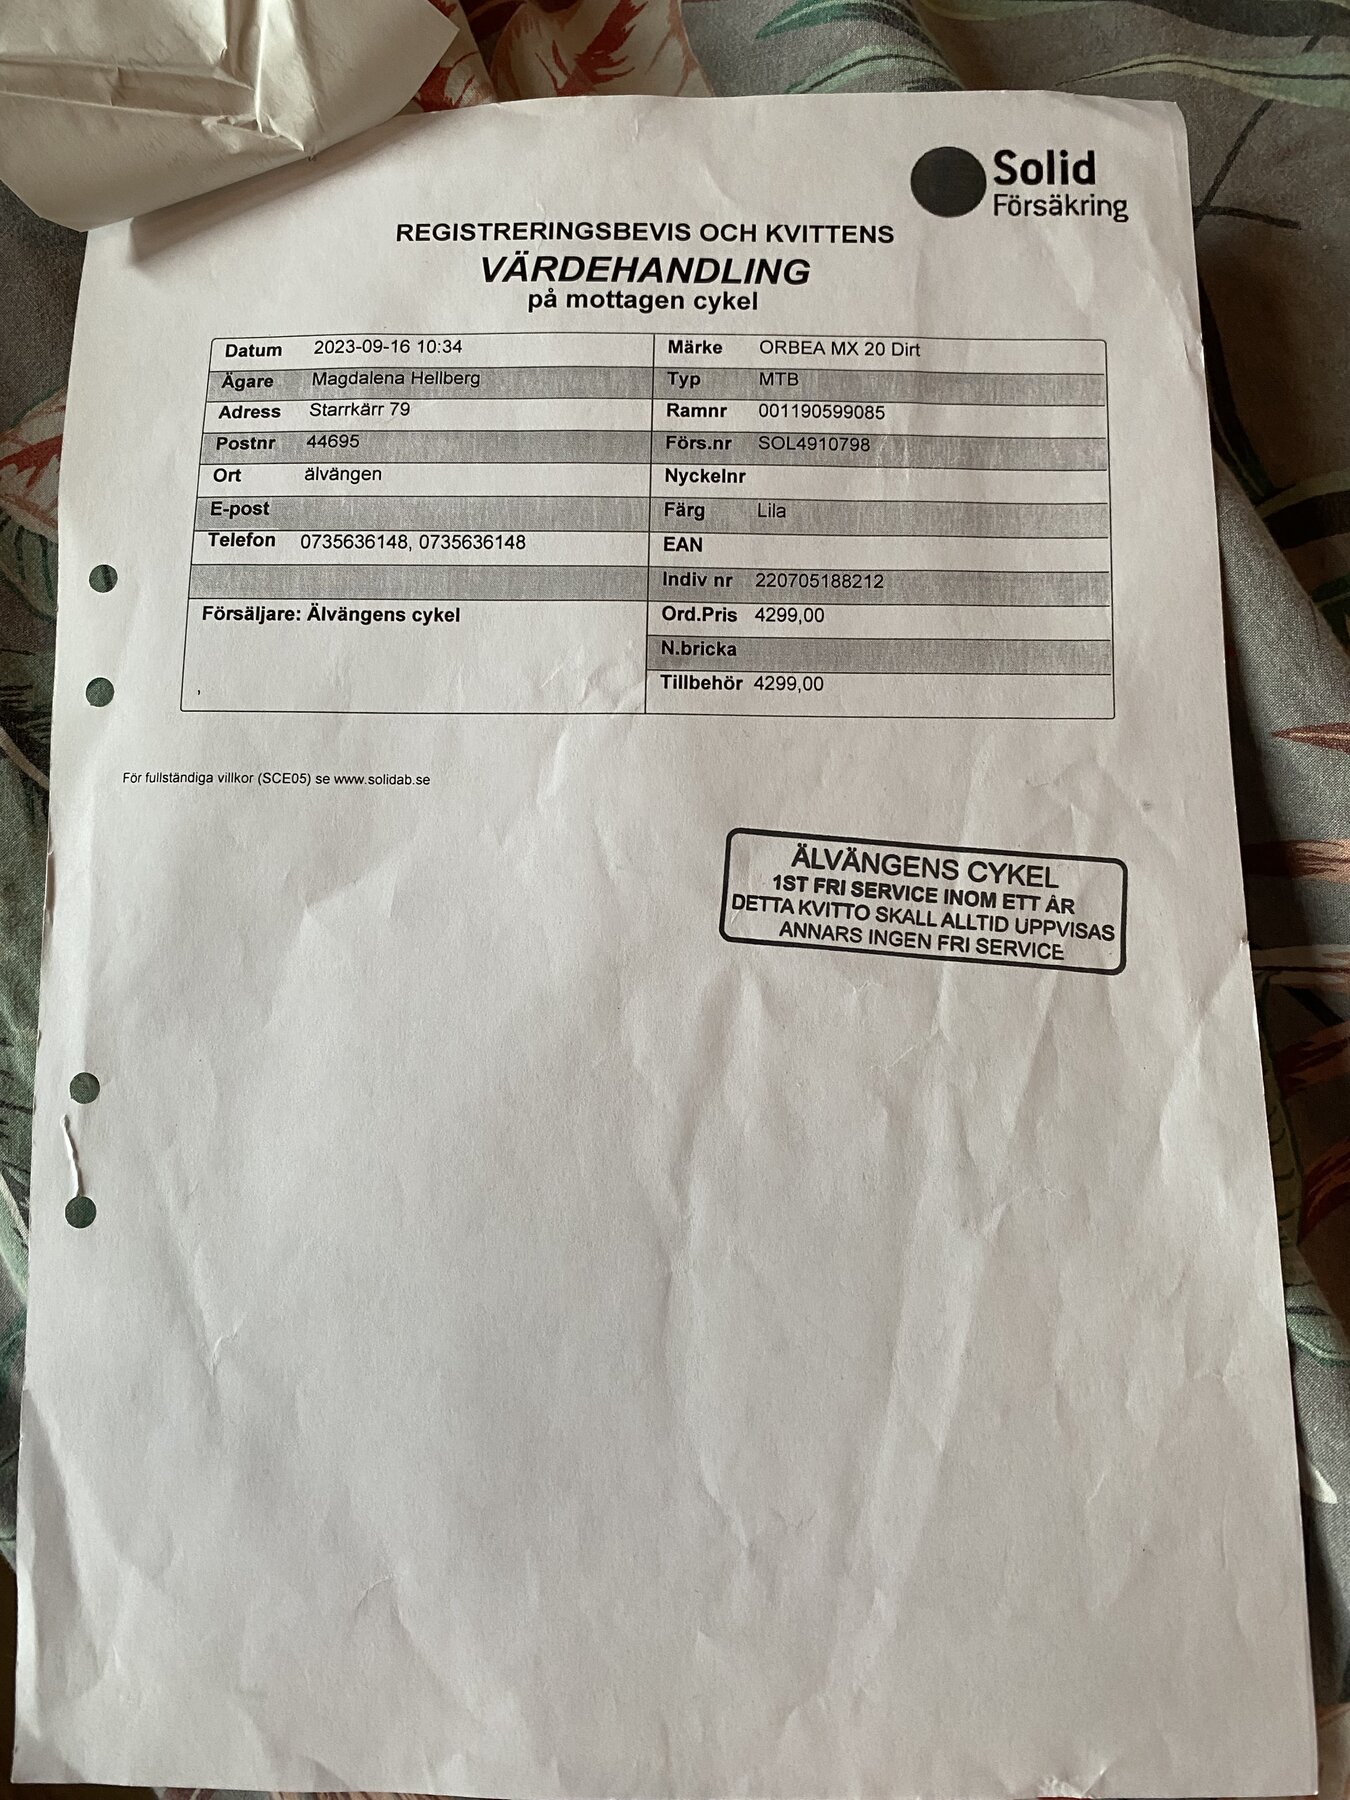 Solid
Försäkring
REGISTRERINGSBEVIS OCH KVITTENS
VÄRDEHANDLING
på mottagen cykel
Datum 2023-09-16 10:34
Ägare Magdalena Hellberg
Adress Starrkärr 79
Postnr 44695
Ort älvängen
E-post
Telefon 0735636148, 0735636148
Försäljare: Älvängens cykel
,
Märke ORBEA MX 20 Dirt
Typ MTB
Ramnr 001190599085
Förs.nr SOL4910798
Nyckelnr
Färg Lila
EAN
Indiv nr 220705188212
Ord.Pris 4299,00
N.bricka
Tillbehör 4299,00
För fullständiga villkor (SCE05) se www.solidab.se
ÄLVÄNGENS CYKEL
1ST FRI SERVICE INOM ETT ÅR
DETTA KVITTO SKALL ALLTID UPPVISAS
ANNARS INGEN FRI SERVICE